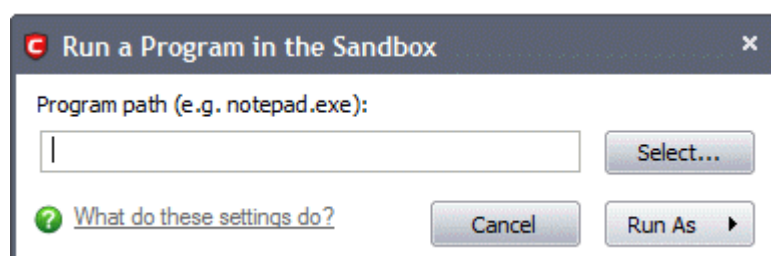 Run a Program in the Sandbox
Program path (e.g. notepad.exe):
Select...
What do these settings do?
Cancel
Run As